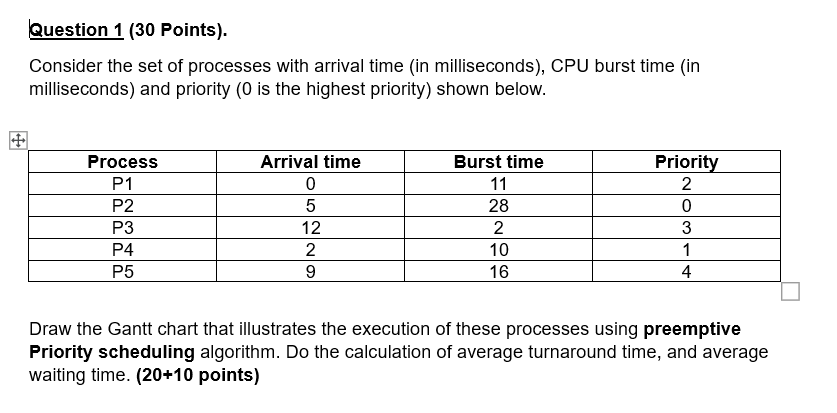 Question 1 (30 Points).
Consider the set of processes with arrival time (in milliseconds), CPU burst time (in
milliseconds) and priority (0 is the highest priority) shown below.
Process Arrival time Burst time Priority
P1 0 11 2
P2 5 28 0
P3 12 2 3
P4 2 10 1
P5 9 16 4
Draw the Gantt chart that illustrates the execution of these processes using preemptive
Priority scheduling algorithm. Do the calculation of average turnaround time, and average
waiting time. (20+10 points)